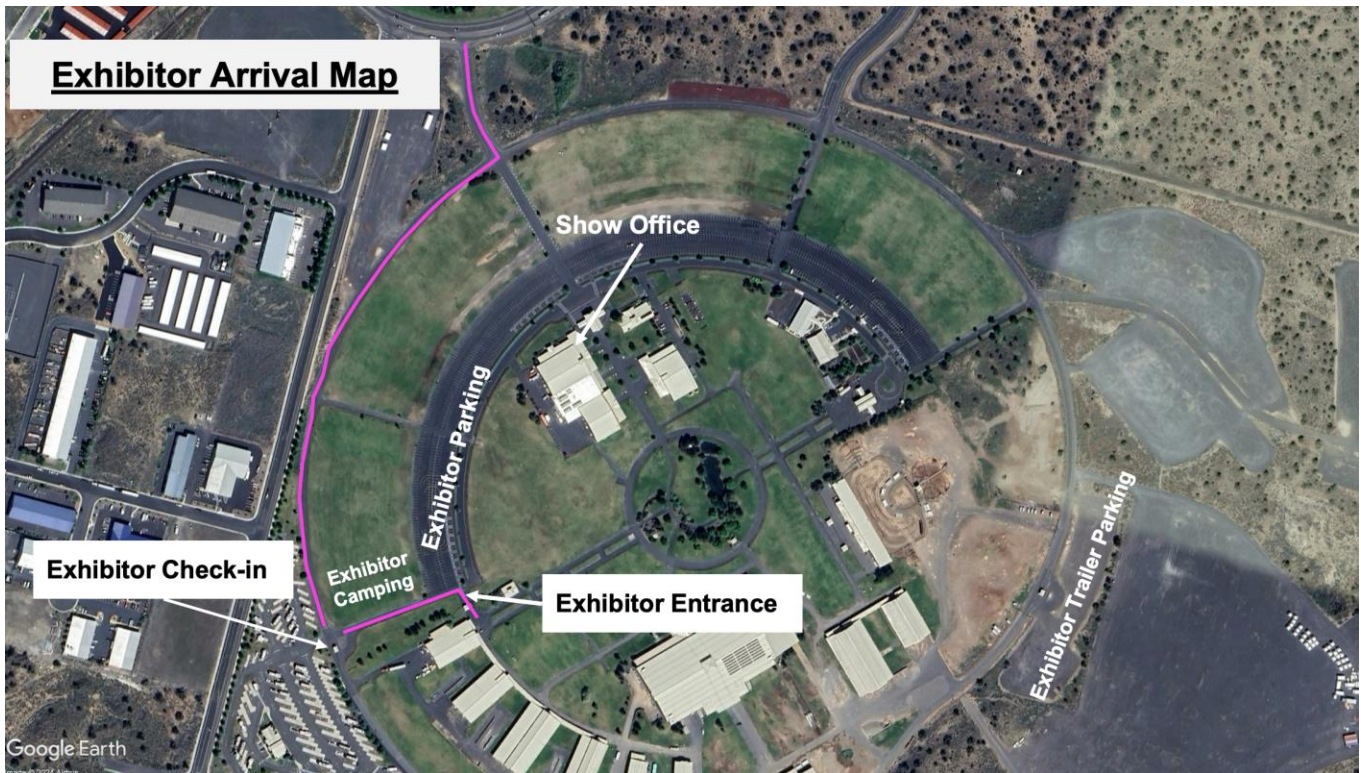 Exhibitor Arrival Map
Show Office
Exhibitor Parking
Exhibitor Check-in
Exhibitor
Camping
Exhibitor Entrance
Exhibitor Trailer Parking
Google Earth